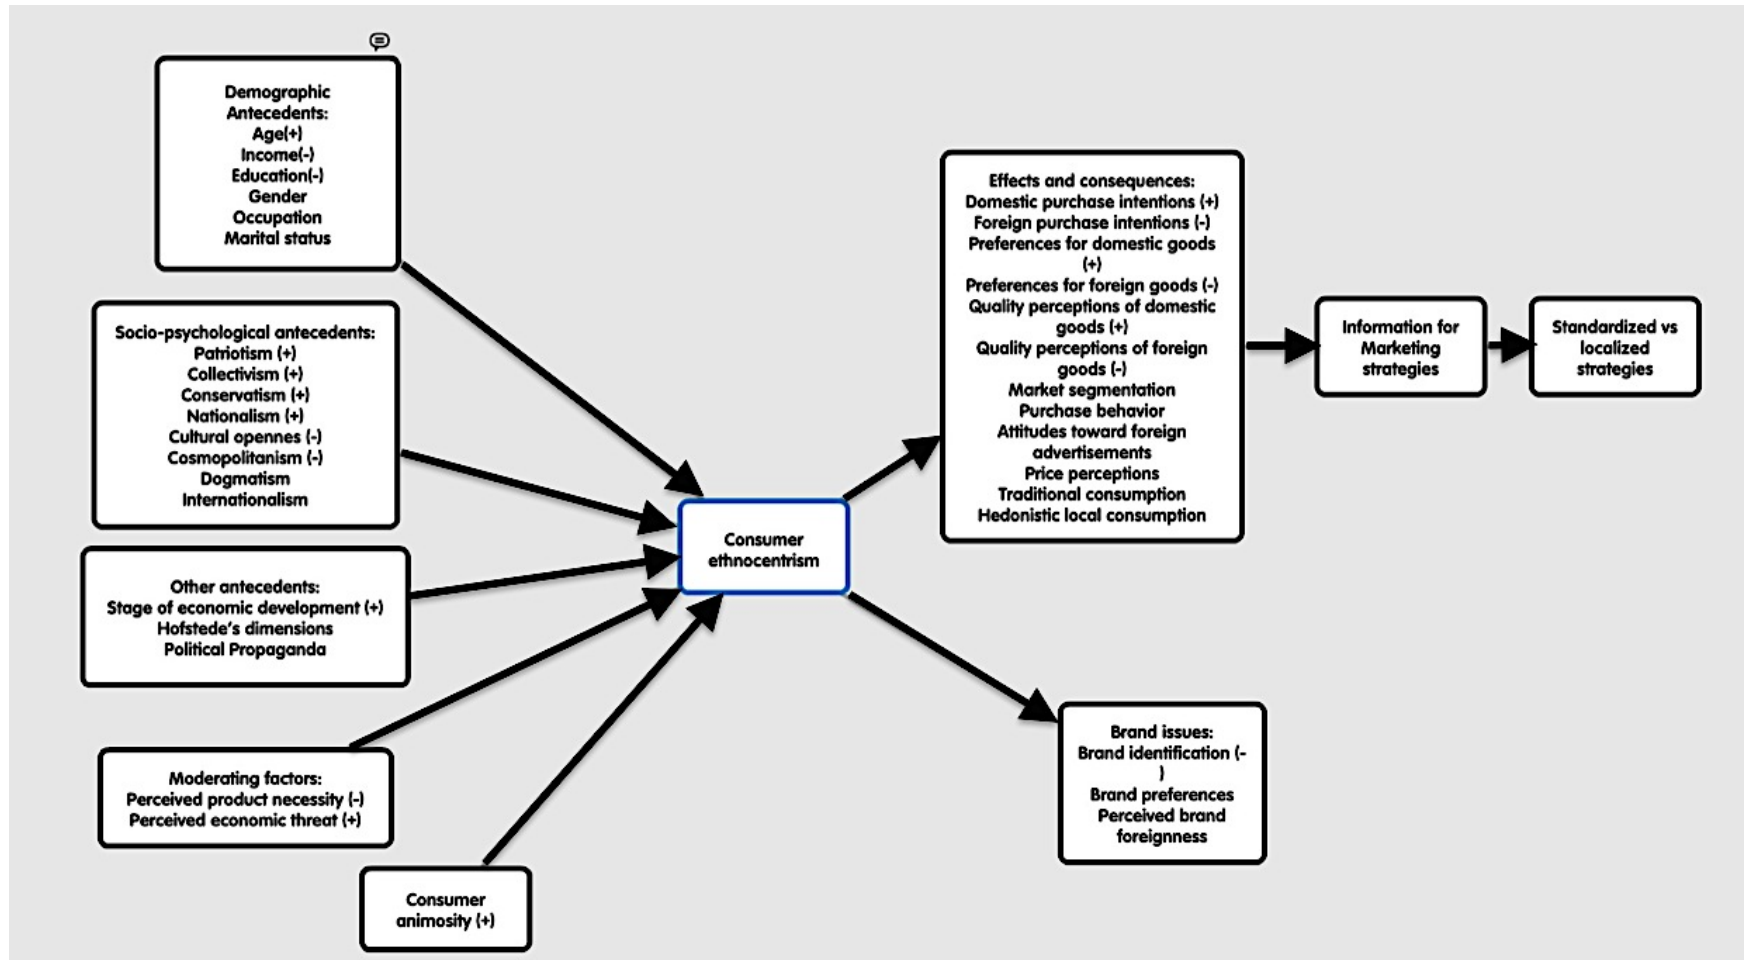 Demographic
Antecedents:
Age(+)
Income(-)
Education(-)
Gender
Occupation
Marital status
Socio-psychological antecedents:
Patriotism (+)
Collectivism (+)
Conservatism (+)
Nationalism (+)
Cultural opennes (-)
Cosmopolitanism (-)
Dogmatism
Internationalism
Other antecedents:
Stage of economic development (+)
Hofstede's dimensions
Political Propaganda
Moderating factors:
Perceived product necessity (-)
Perceived economic threat (+)
Consumer
animosity (+)
Consumer
ethnocentrism
Effects and consequences:
Domestic purchase intentions (+)
Foreign purchase intentions (-)
Preferences for domestic goods
(+)
Preferences for foreign goods (-)
Quality perceptions of domestic
goods (+)
Quality perceptions of foreign
goods (-)
Market segmentation
Purchase behavior
Attitudes toward foreign
advertisements
Price perceptions
Traditional consumption
Hedonistic local consumption
Information for
Marketing
strategies
Standardized vs
localized
strategies
Brand issues:
Brand identification (-
)
Brand preferences
Perceived brand
foreignness